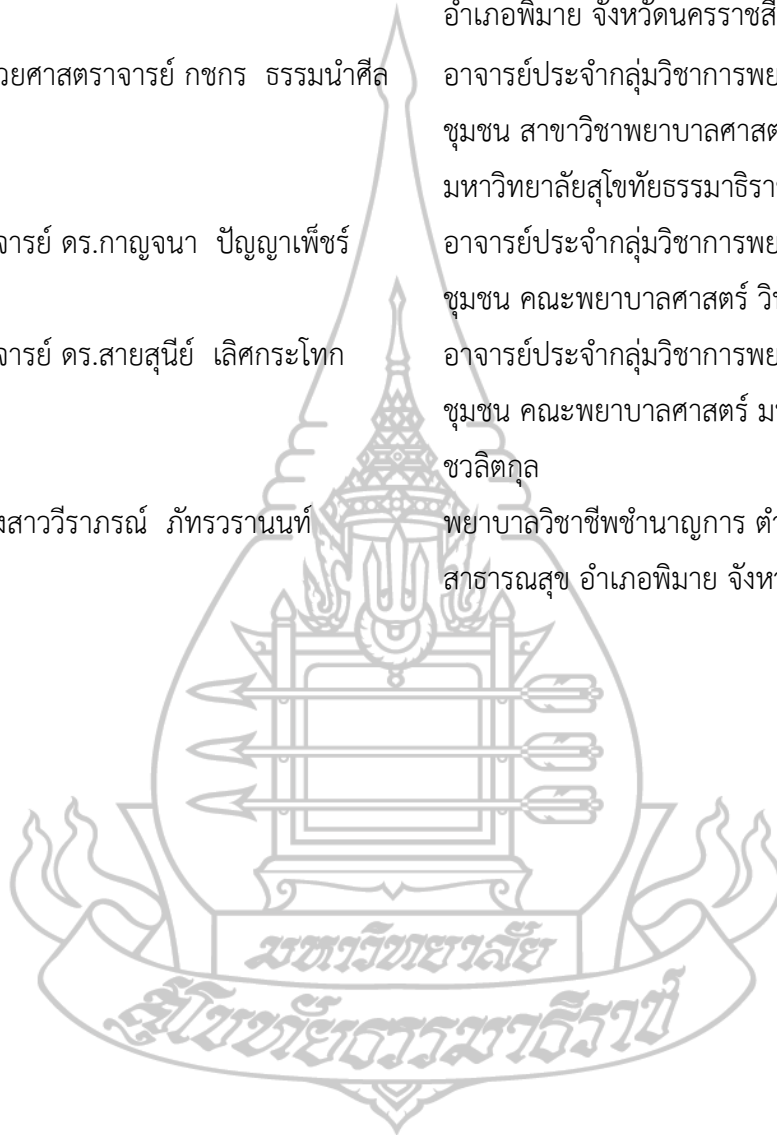 อำเภอพิมาย จังหวัดนครราชสี
วยศาสตราจารย์ กชกร ธรรมนำศีล อาจารย์ประจำกลุ่มวิชาการพย
ชุมชน สาขาวิชาพยาบาลศาสต
มหาวิทยาลัยสุโขทัยธรรมาธิรา
จารย์ ดร.กาญจนา ปัญญาเพ็ชร์ อาจารย์ประจำกลุ่มวิชาการพย
ชุมชน คณะพยาบาลศาสตร์ วิท
จารย์ ดร.สายสุนีย์ เลิศกระโทก อาจารย์ประจำกลุ่มวิชาการพย
ชุมชน คณะพยาบาลศาสตร์ มห
ชวลิตกุล
งสาววีราภรณ์ ภัทรวรานนท์ พยาบาลวิชาชีพชำนาญการ ตำ
สาธารณสุข อำเภอพิมาย จังหว
มหาวิทยาลัย
สุโขทัยธรรมาธิราช